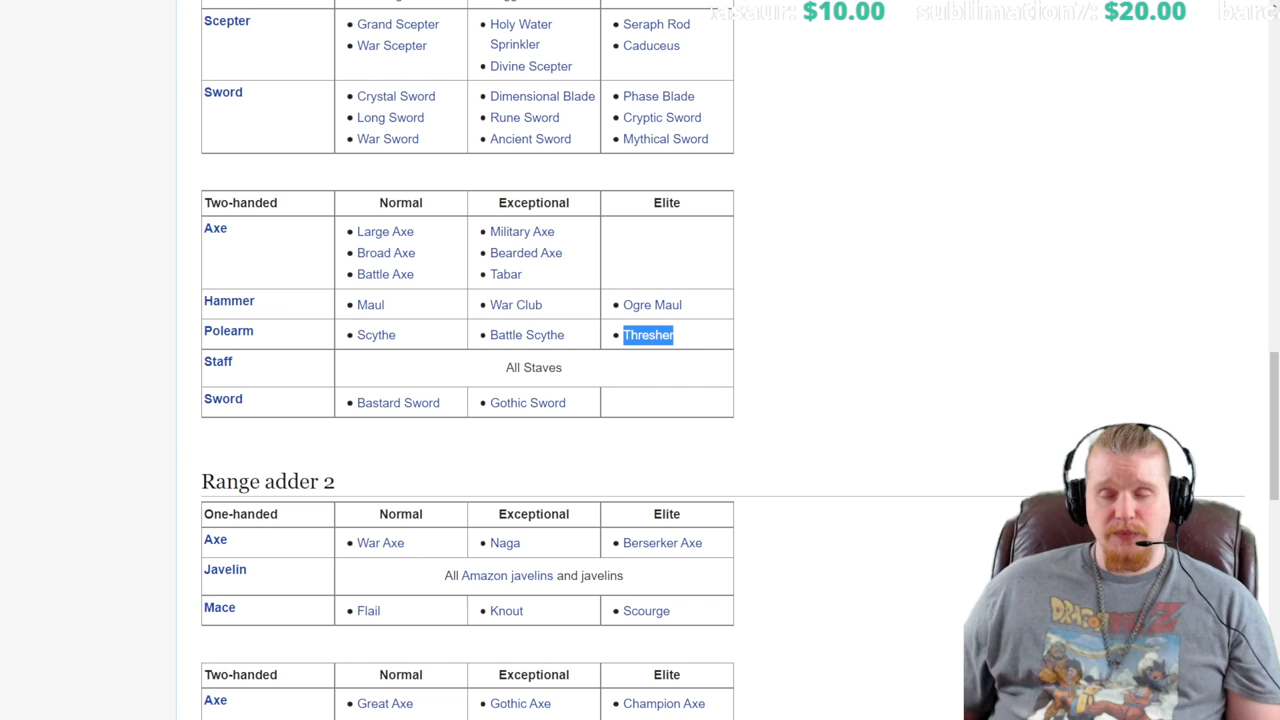 $10.00 sublimation7: $20.00
Scepter
• Grand Scepter
• War Scepter
• Holy Water Sprinkler
• Divine Scepter
• Seraph Rod
• Caduceus
Sword
• Crystal Sword
• Long Sword
• War Sword
• Dimensional Blade
• Rune Sword
• Ancient Sword
• Phase Blade
• Cryptic Sword
• Mythical Sword
Two-handed Normal Exceptional Elite
Axe
• Large Axe
• Broad Axe
• Battle Axe
• Military Axe
• Bearded Axe
• Tabar
Hammer • Maul • War Club • Ogre Maul
Polearm • Scythe • Battle Scythe • Thresher
Staff All Staves
Sword • Bastard Sword • Gothic Sword
Range adder 2
One-handed Normal Exceptional Elite
Axe • War Axe • Naga • Berserker Axe
Javelin All Amazon javelins and javelins
Mace • Flail • Knout • Scourge
Two-handed Normal Exceptional Elite
Axe • Great Axe • Gothic Axe • Champion Axe
DRAGON